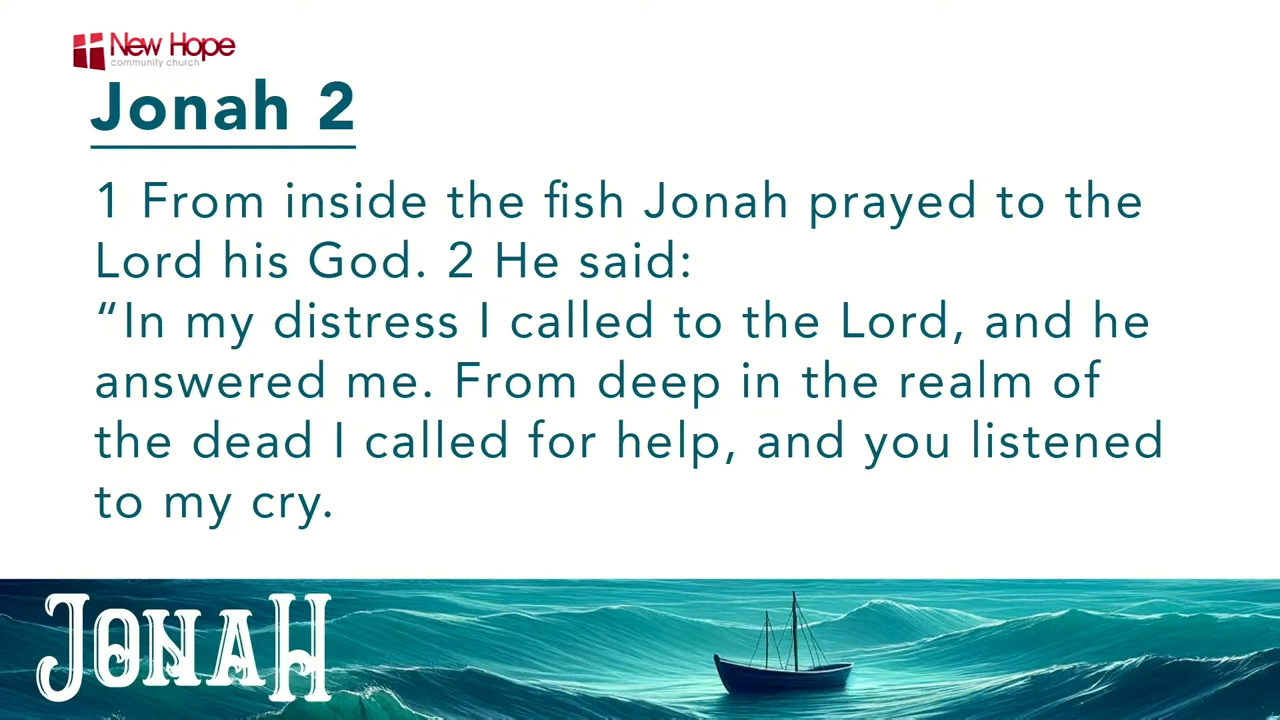 New Hope
community church
Jonah 2
1 From inside the fish Jonah prayed to the
Lord his God. 2 He said:
“In my distress I called to the Lord, and he
answered me. From deep in the realm of
the dead I called for help, and you listened
to my cry.
JONAH